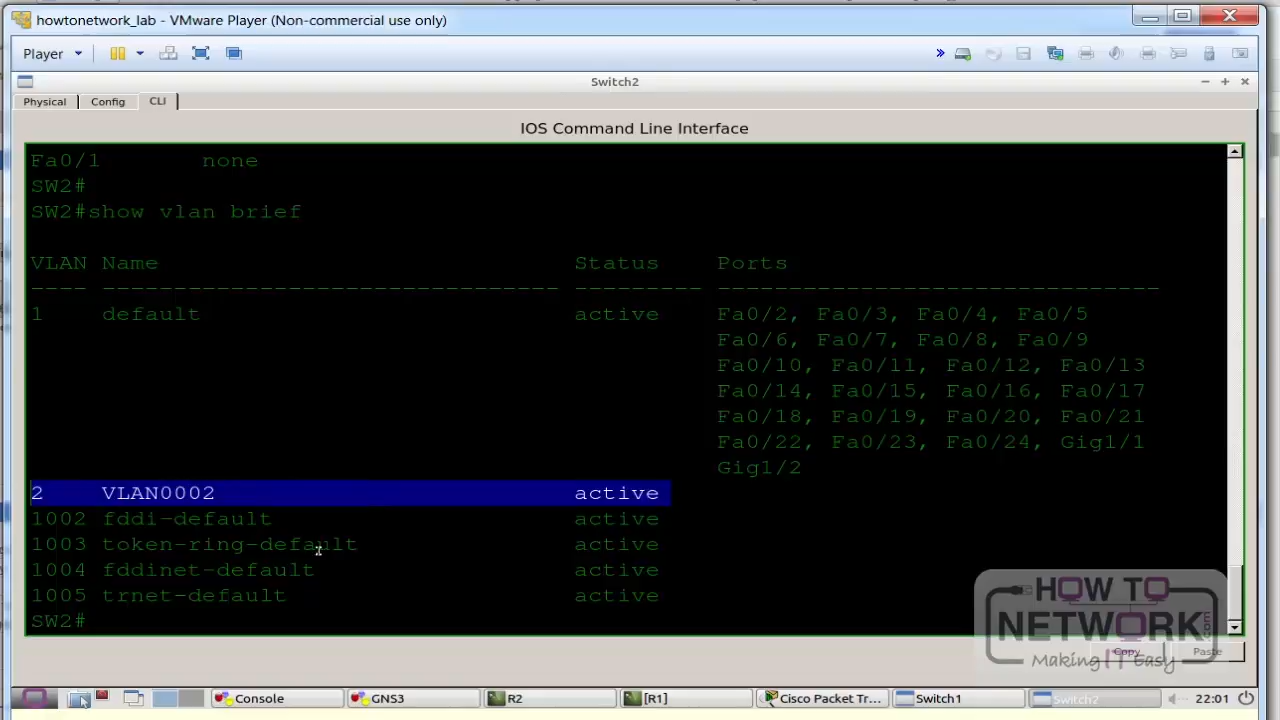 howtonetwork_lab - VMware Player (Non-commercial use only)
Player
Switch2
Physical Config CLI
IOS Command Line Interface
Fa0/1 none
SW2#
SW2#show vlan brief
VLAN Name Status Ports
---- -------------------------------- --------- -------------------------------
1 default active Fa0/2, Fa0/3, Fa0/4, Fa0/5
Fa0/6, Fa0/7, Fa0/8, Fa0/9
Fa0/10, Fa0/11, Fa0/12, Fa0/13
Fa0/14, Fa0/15, Fa0/16, Fa0/17
Fa0/18, Fa0/19, Fa0/20, Fa0/21
Fa0/22, Fa0/23, Fa0/24, Gig1/1
Gig1/2
2 VLAN0002 active
1002 fddi-default active
1003 token-ring-default active
1004 fddinet-default active
1005 trnet-default active
SW2#
HOW TO
NETWORK.com
Making IT Easy
Copy Paste
Console GNS3 R2 [R1] Cisco Packet Tr... Switch1 Switch2 22:01